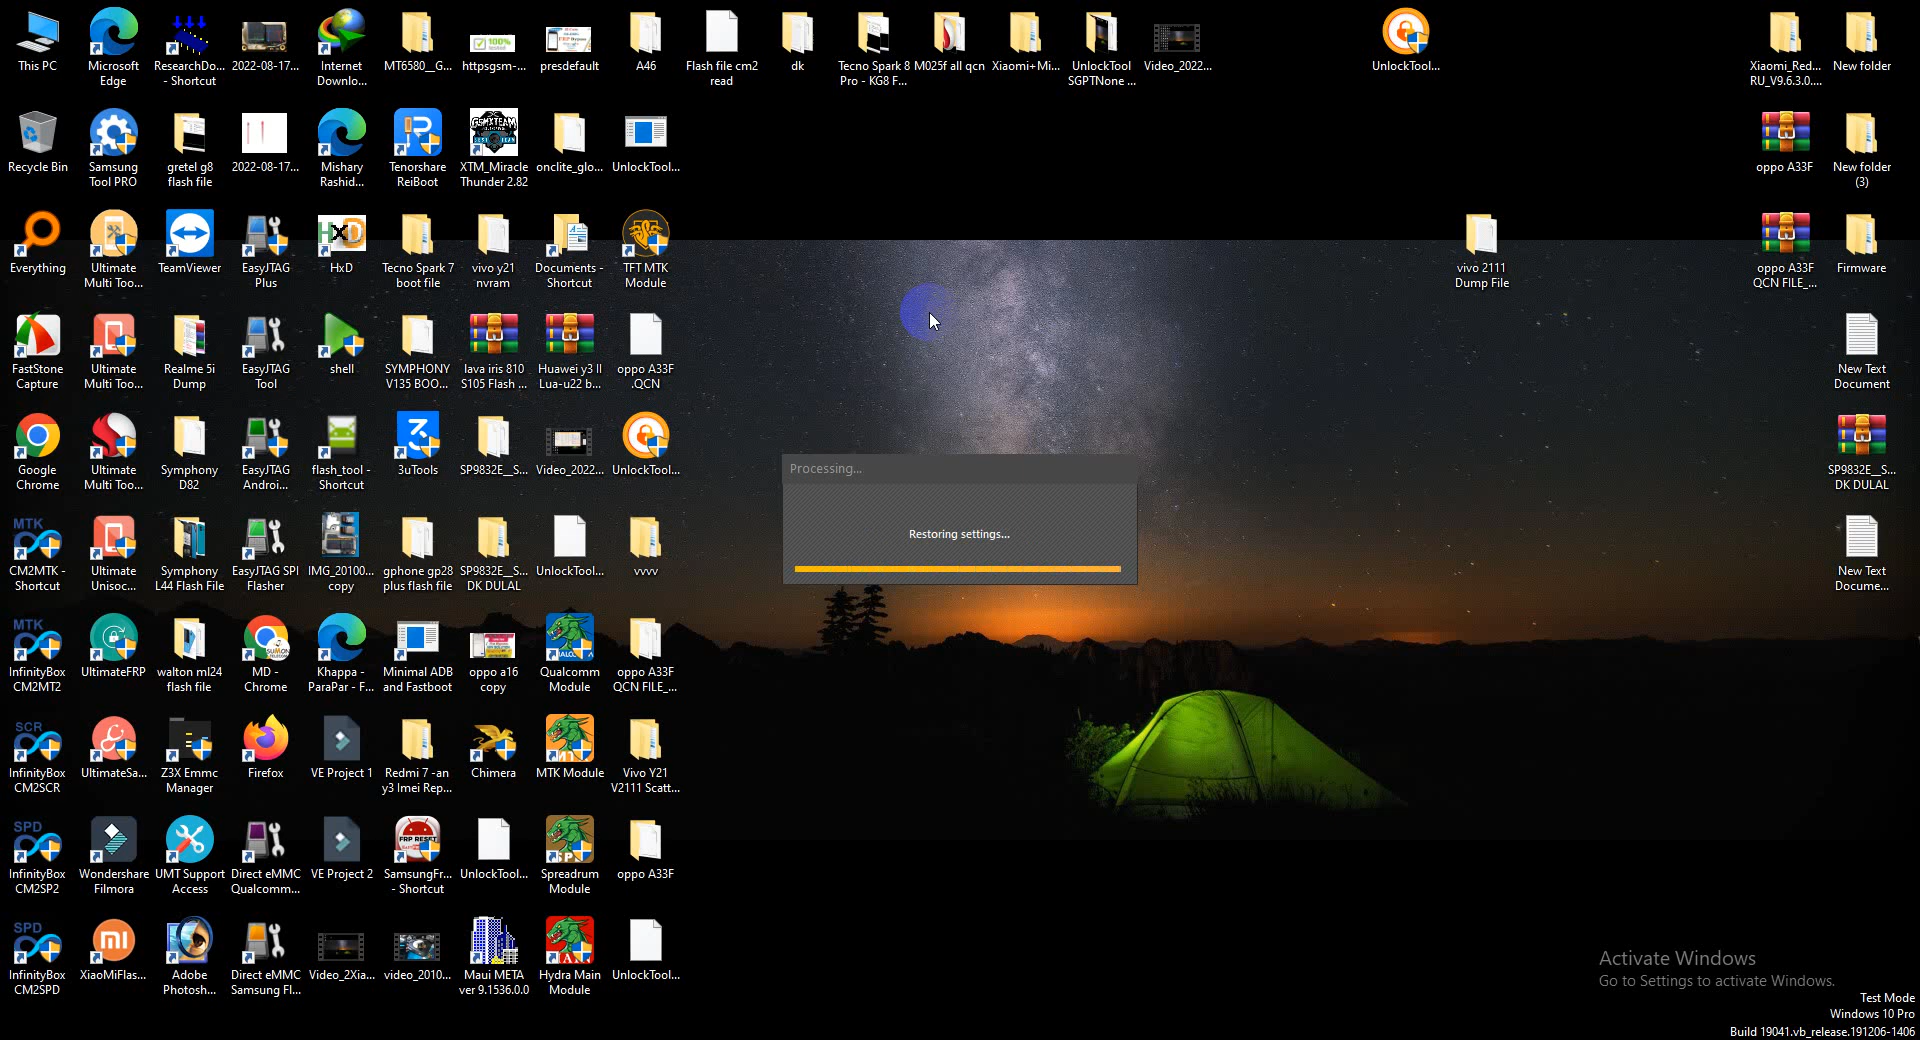 This PC
Microsoft
Edge
ResearchDo...
- Shortcut
2022-08-17...
Internet
Downlo...
MT6580__G...
httpsgsm-...
presdefault
A46
Flash file cm2
read
dk
Tecno Spark 8
Pro - KG8 F...
M025f all qcn
Xiaomi+Mi...
UnlockTool
SGPTNone ...
Video_2022...
UnlockTool...
Xiaomi_Red...
RU_V9.6.3.0....
New folder
Recycle Bin
Samsung
Tool PRO
gretel g8
flash file
2022-08-17...
Mishary
Rashid...
Tenorshare
ReiBoot
XTM_Miracle
Thunder 2.82
onclite_glo...
UnlockTool...
oppo A33F
New folder
(3)
Everything
Ultimate
Multi Too...
TeamViewer
EasyJTAG
Plus
HxD
Tecno Spark 7
boot file
vivo y21
nvram
Documents -
Shortcut
TFT MTK
Module
vivo 2111
Dump File
oppo A33F
QCN FILE_...
Firmware
FastStone
Capture
Ultimate
Multi Too...
Realme 5i
Dump
EasyJTAG
Tool
shell
SYMPHONY
V135 BOO...
lava iris 810
S105 Flash ...
Huawei y3 II
Lua-u22 b...
oppo A33F
.QCN
New Text
Document
Google
Chrome
Ultimate
Multi Too...
Symphony
D82
EasyJTAG
Androi...
flash_tool -
Shortcut
3uTools
SP9832E__S...
Video_2022...
UnlockTool...
SP9832E__S...
DK DULAL
Processing...
Restoring settings...
MTK
CM2MTK -
Shortcut
Ultimate
Unisoc...
Symphony
L44 Flash File
EasyJTAG SPI
Flasher
IMG_20100...
copy
gphone gp28
plus flash file
SP9832E__S...
DK DULAL
UnlockTool...
vvvv
New Text
Docume...
MTK
InfinityBox
CM2MT2
UltimateFRP
walton ml24
flash file
MD -
Chrome
Khappa -
ParaPar - F...
Minimal ADB
and Fastboot
oppo a16
copy
Qualcomm
Module
oppo A33F
QCN FILE_...
SCR
InfinityBox
CM2SCR
UltimateSa...
Z3X Emmc
Manager
Firefox
VE Project 1
Redmi 7 -an
y3 Imei Rep...
Chimera
MTK Module
Vivo Y21
V2111 Scatt...
SPD
InfinityBox
CM2SP2
Wondershare
Filmora
UMT Support
Access
Direct eMMC
Qualcomm...
VE Project 2
FRP RESET
SamsungFr...
- Shortcut
UnlockTool...
Spreadrum
Module
oppo A33F
SPD
InfinityBox
CM2SPD
XiaoMiFlas...
Adobe
Photosh...
Direct eMMC
Samsung Fl...
Video_2Xia...
video_2010...
Maui META
ver 9.1536.0.0
Hydra Main
Module
UnlockTool...
Activate Windows
Go to Settings to activate Windows.
Test Mode
Windows 10 Pro
Build 19041.vb_release.191206-1406